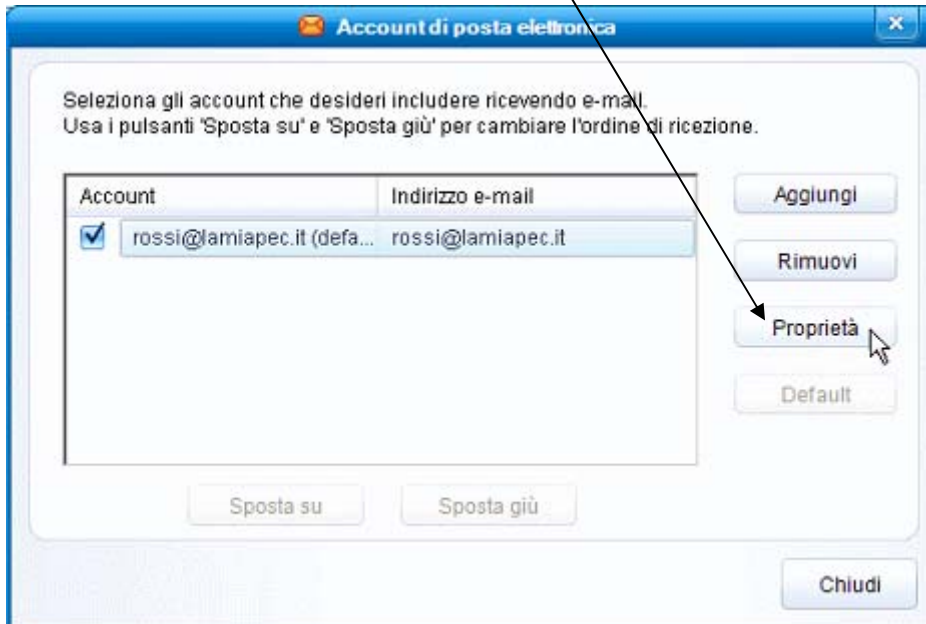 Account di posta elettronica
Seleziona gli account che desideri includere ricevendo e-mail.
Usa i pulsanti 'Sposta su' e 'Sposta giù' per cambiare l'ordine di ricezione.
Account Indirizzo e-mail
rossi@lamiapec.it (defa... rossi@lamiapec.it
Aggiungi
Rimuovi
Proprietà
Default
Sposta su Sposta giù
Chiudi